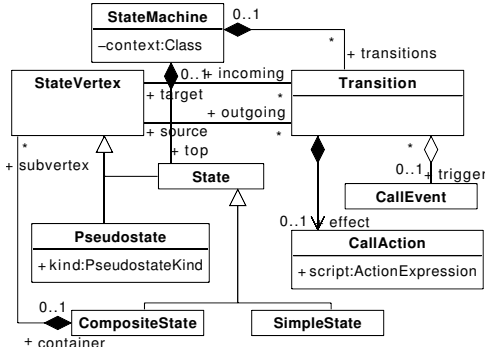 StateMachine
0..1
–context:Class
*
+ transitions
0..1
+ incoming
StateVertex
Transition
+ target
*
+ outgoing
+ source
*
*
+ subvertex
+ top
*
State
0..1
+ trigger
CallEvent
Pseudostate
0..1
+ effect
+ kind:PseudostateKind
CallAction
+ script:ActionExpression
0..1
CompositeState
SimpleState
+ container